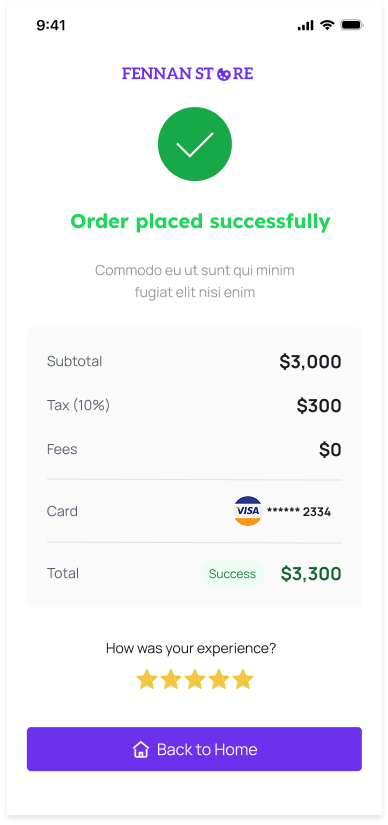 9:41
FENNAN STORE
Order placed successfully
Commodo eu ut sunt qui minim
fugiat elit nisi enim
Subtotal $3,000
Tax (10%) $300
Fees $0
Card VISA ****** 2334
Total Success $3,300
How was your experience?
Back to Home